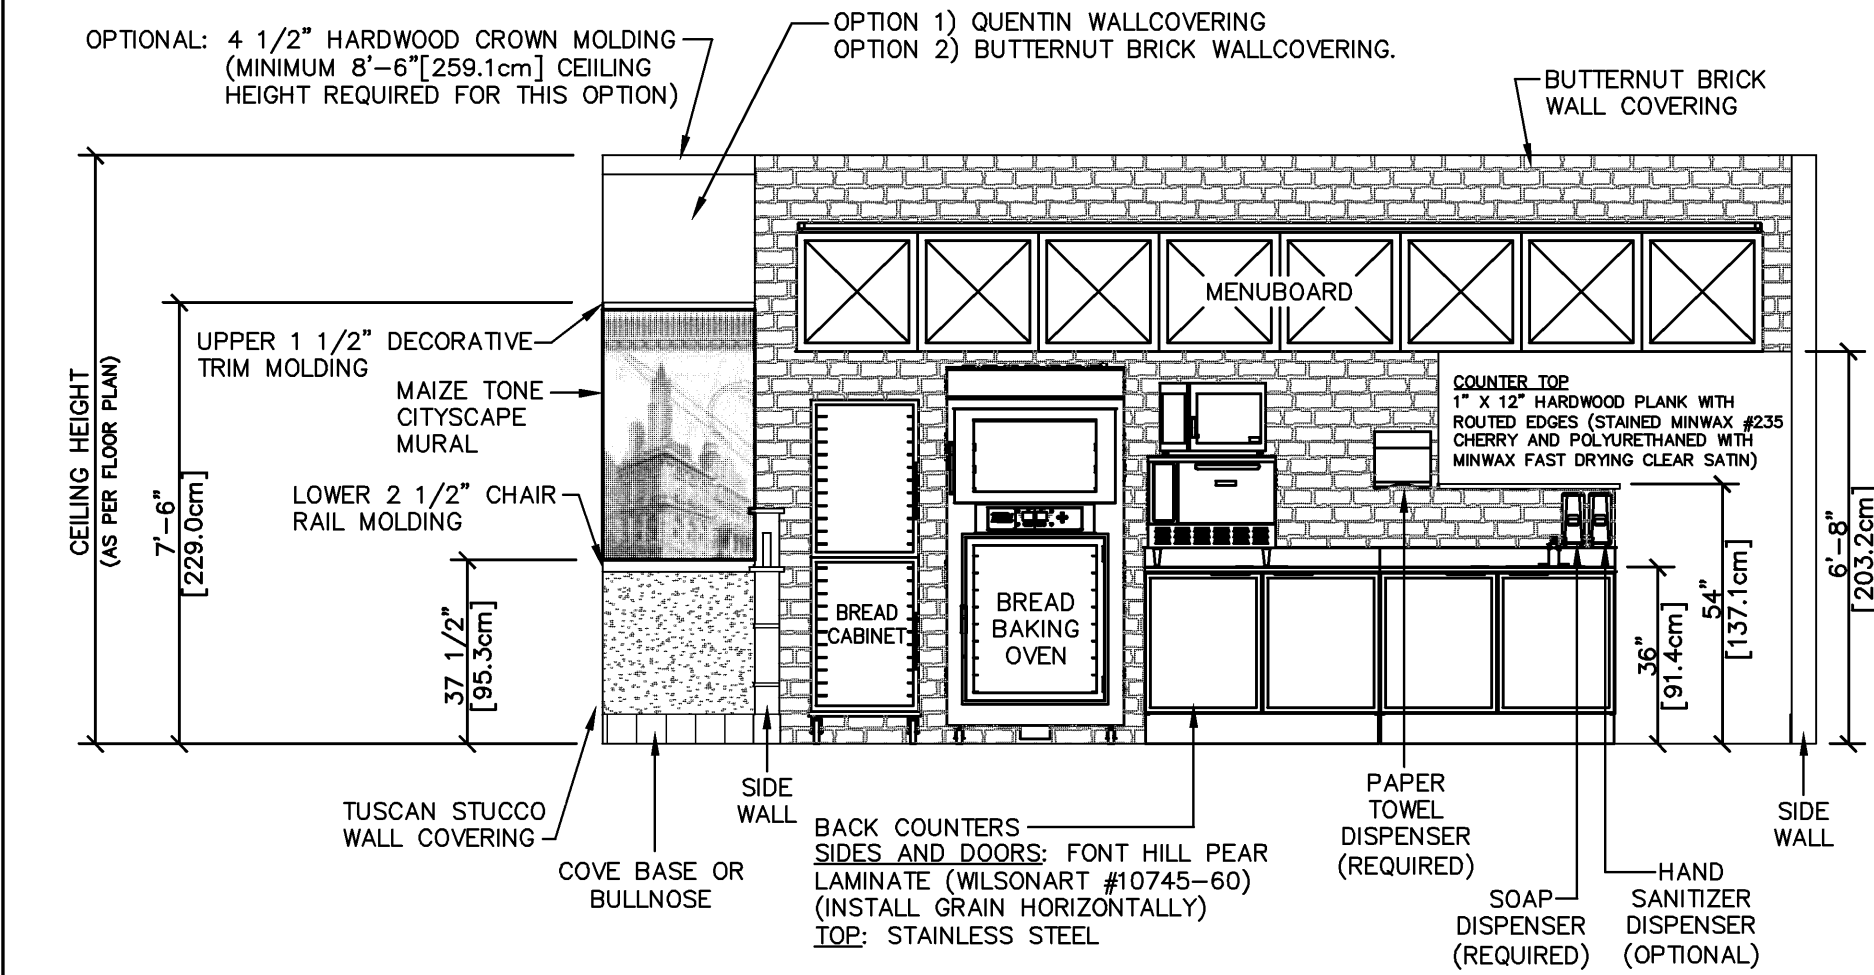 OPTIONAL: 4 1/2" HARDWOOD CROWN MOLDING
(MINIMUM 8'-6"[259.1cm] CEIILING
HEIGHT REQUIRED FOR THIS OPTION)
OPTION 1) QUENTIN WALLCOVERING
OPTION 2) BUTTERNUT BRICK WALLCOVERING.
BUTTERNUT BRICK
WALL COVERING
CEILING HEIGHT
(AS PER FLOOR PLAN)
7'-6"
[229.0cm]
UPPER 1 1/2" DECORATIVE
TRIM MOLDING
MAIZE TONE
CITYSCAPE
MURAL
LOWER 2 1/2" CHAIR
RAIL MOLDING
37 1/2"
[95.3cm]
MENUBOARD
COUNTER TOP
1" X 12" HARDWOOD PLANK WITH
ROUTED EDGES (STAINED MINWAX #235
CHERRY AND POLYURETHANED WITH
MINWAX FAST DRYING CLEAR SATIN)
BREAD
CABINET
BREAD
BAKING
OVEN
36"
[91.4cm]
54"
[137.1cm]
6'-8"
[203.2cm]
TUSCAN STUCCO
WALL COVERING
COVE BASE OR
BULLNOSE
SIDE
WALL
BACK COUNTERS
SIDES AND DOORS: FONT HILL PEAR
LAMINATE (WILSONART #10745-60)
(INSTALL GRAIN HORIZONTALLY)
TOP: STAINLESS STEEL
PAPER
TOWEL
DISPENSER
(REQUIRED)
SOAP
DISPENSER
(REQUIRED)
HAND
SANITIZER
DISPENSER
(OPTIONAL)
SIDE
WALL